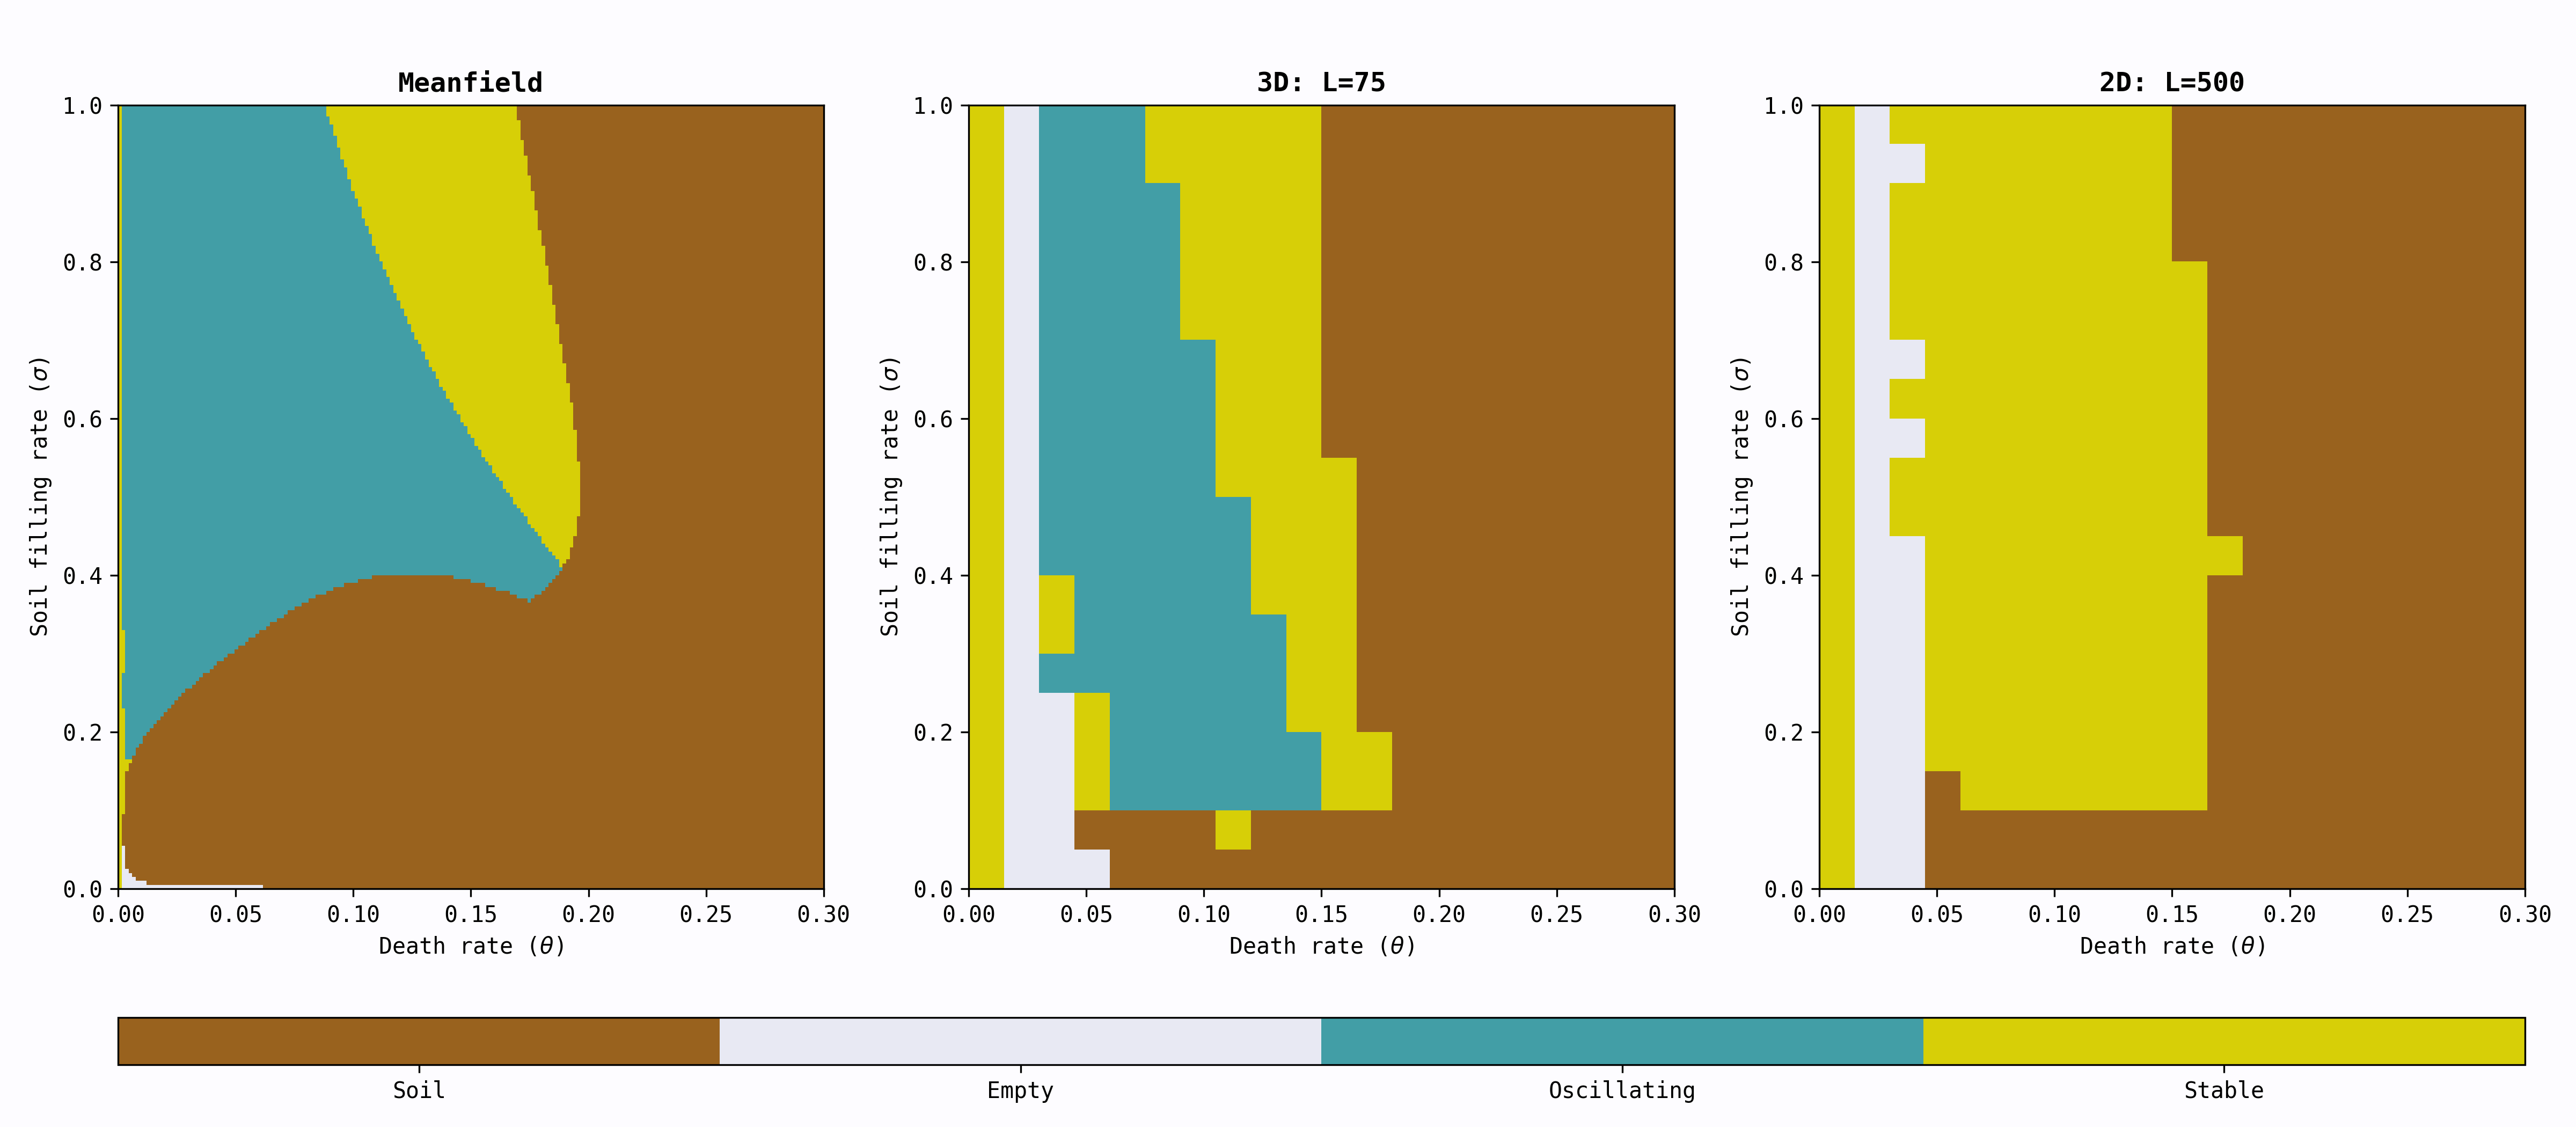 Meanfield
1.0
0.8
0.6
0.4
0.2
0.0
Soil filling rate (σ)
0.00 0.05 0.10 0.15 0.20 0.25 0.30
Death rate (θ)
3D: L=75
1.0
0.8
0.6
0.4
0.2
0.0
Soil filling rate (σ)
0.00 0.05 0.10 0.15 0.20 0.25 0.30
Death rate (θ)
2D: L=500
1.0
0.8
0.6
0.4
0.2
0.0
Soil filling rate (σ)
0.00 0.05 0.10 0.15 0.20 0.25 0.30
Death rate (θ)
Soil Empty Oscillating Stable